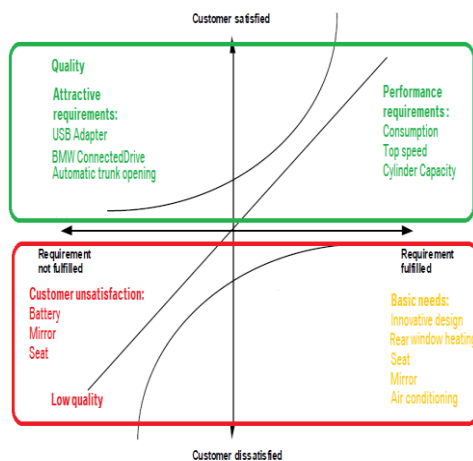 Customer satisfied
Quality
Attractive
requirements:
USB Adapter
BMW ConnectedDrive
Automatic trunk opening
Performance
requirements :
Consumption
Top speed
Cylinder Capacity
Requirement
not fulfilled
Requirement
fulfilled
Customer unsatisfaction:
Battery
Mirror
Seat
Low quality
Basic needs:
Innovative design
Rear window heating
Seat
Mirror
Air conditioning
Customer dissatisfied